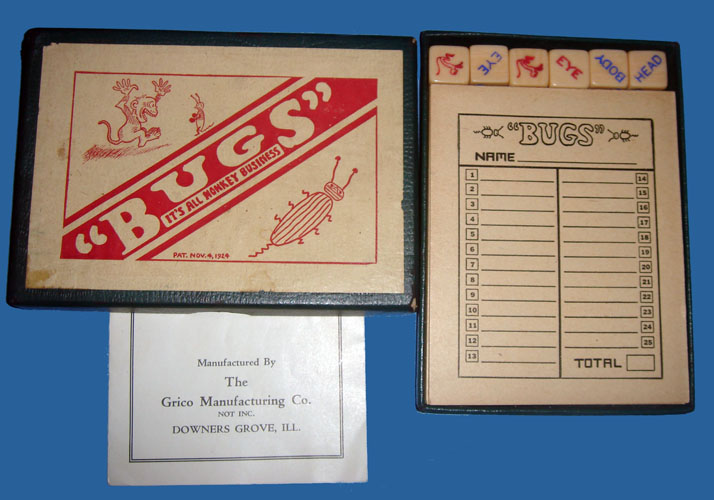 "BUGS"
IT'S ALL MONKEY BUSINESS
PAT. NOV. 4, 1924
Manufactured By
The
Grico Manufacturing Co.
NOT INC.
DOWNERS GROVE, ILL.
EYE EYE BODY HEAD
"BUGS"
NAME
1 14
2 15
3 16
4 17
5 18
6 19
7 20
8 21
9 22
10 23
11 24
12 25
13 TOTAL